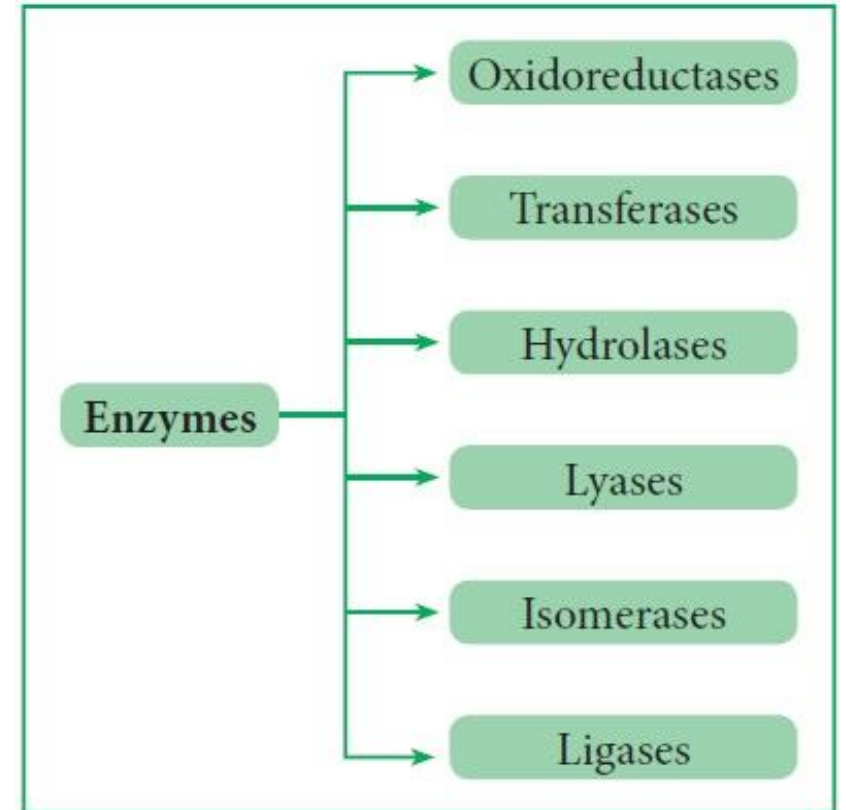 Oxidoreductases
Transferases
Hydrolases
Enzymes
Lyases
Isomerases
Ligases